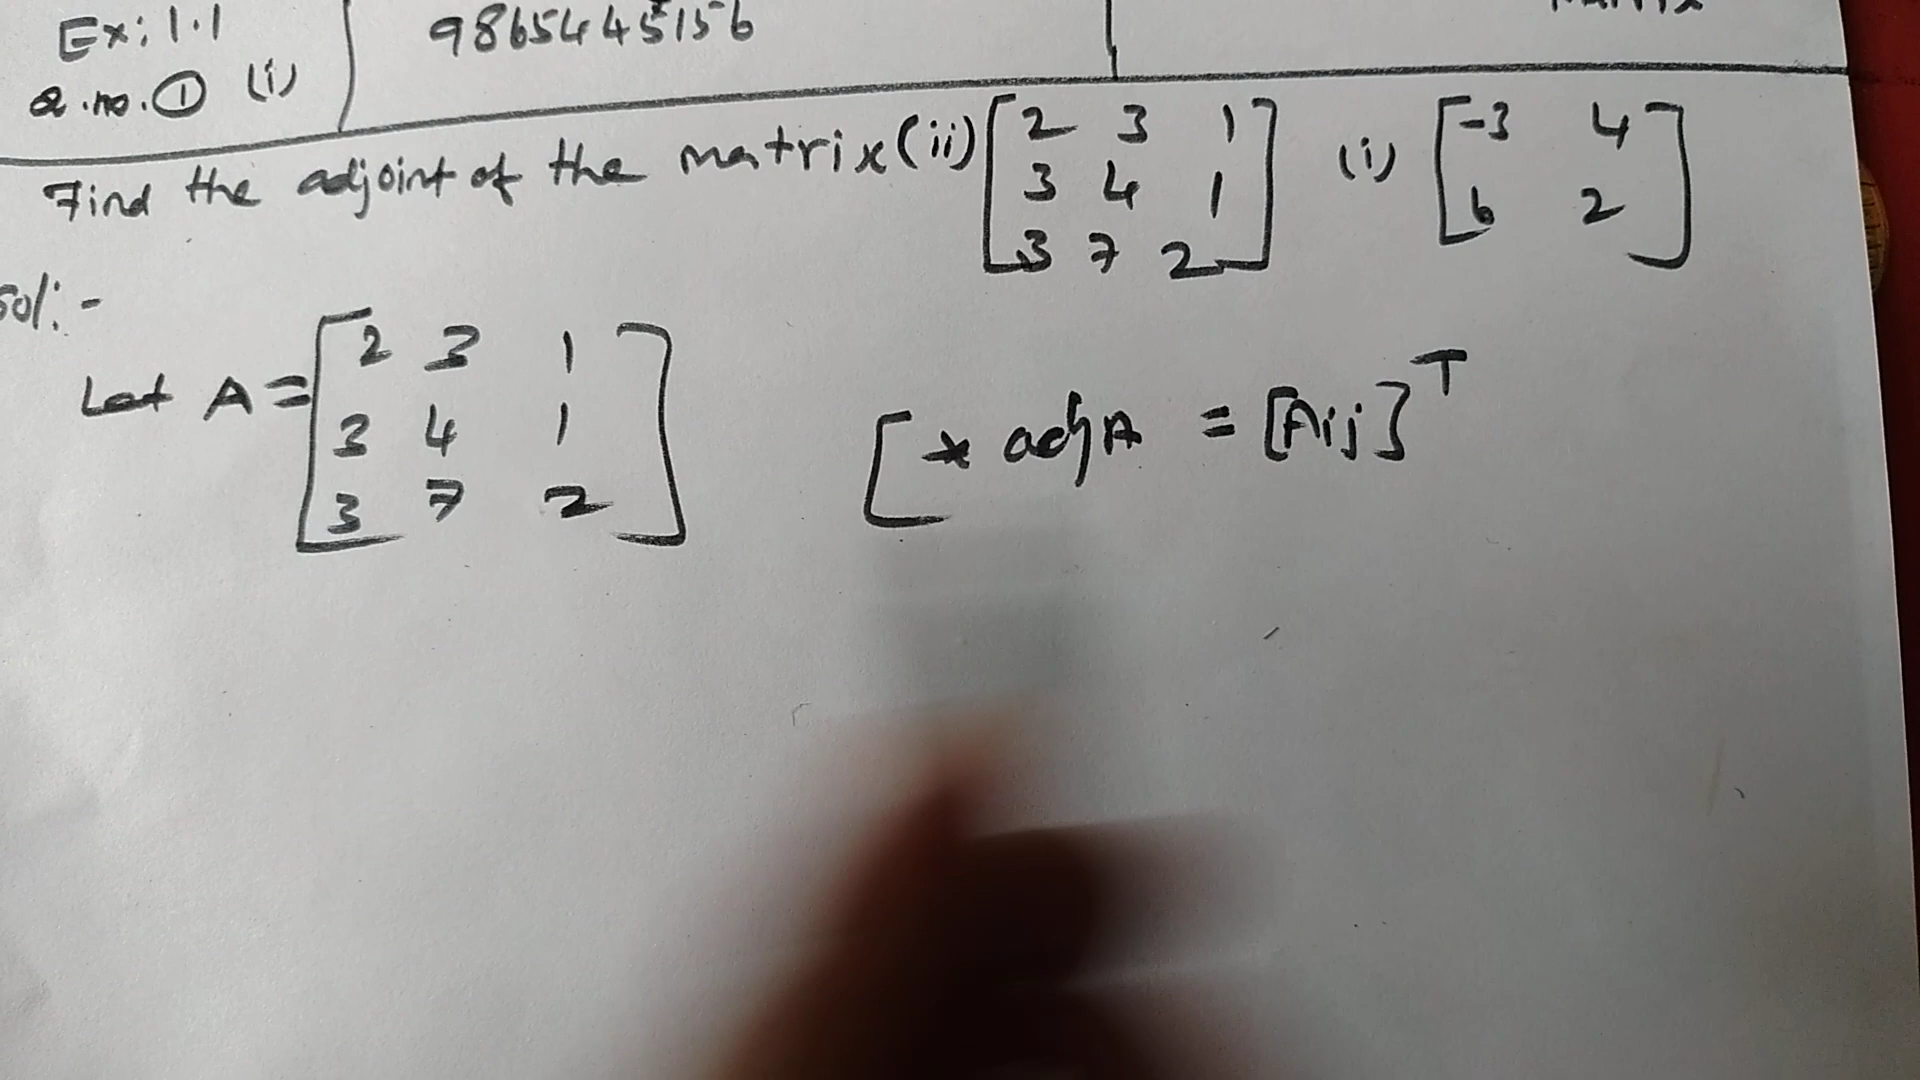 Ex: 1.1
Q.no. ① (i)
9865445156
Find the adjoint of the matrix (ii) [2 3 1 (i) [-3 4
3 4 1 6 2]
3 7 2]
Sol:-
Let A = [2 3 1
3 4 1
3 7 2]
[* adj A = [Aij]ᵀ